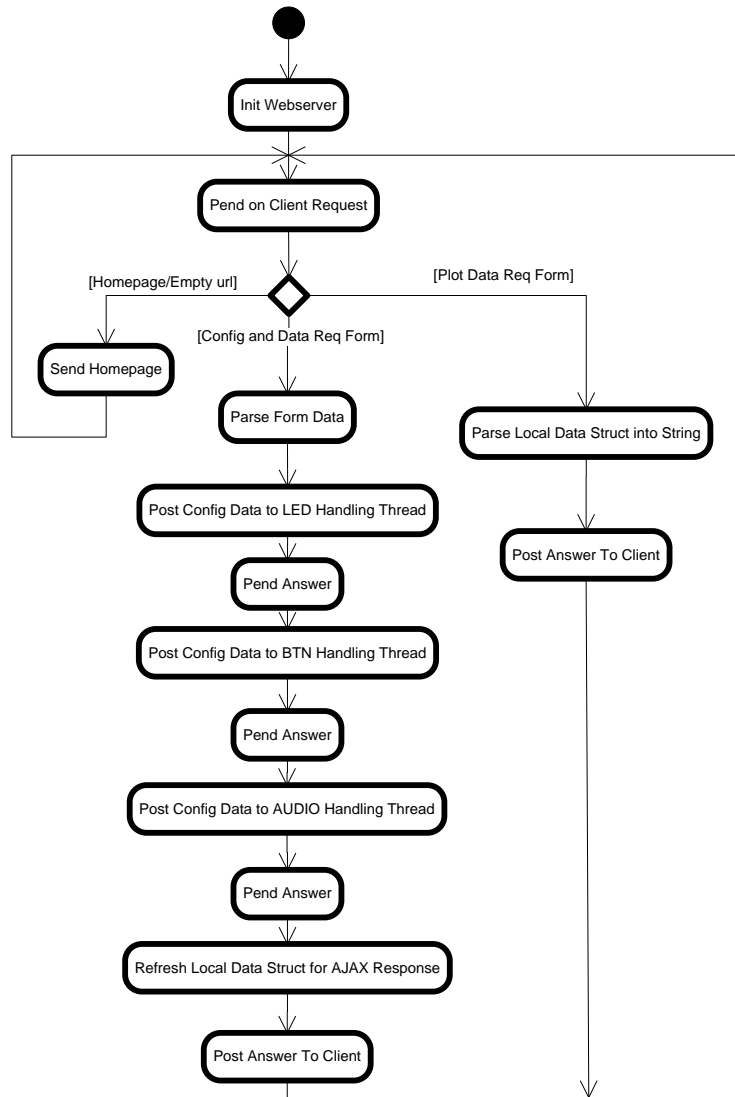 Init Webserver
Pend on Client Request
[Homepage/Empty url]
[Plot Data Req Form]
[Config and Data Req Form]
Send Homepage
Parse Form Data
Parse Local Data Struct into String
Post Config Data to LED Handling Thread
Post Answer To Client
Pend Answer
Post Config Data to BTN Handling Thread
Pend Answer
Post Config Data to AUDIO Handling Thread
Pend Answer
Refresh Local Data Struct for AJAX Response
Post Answer To Client